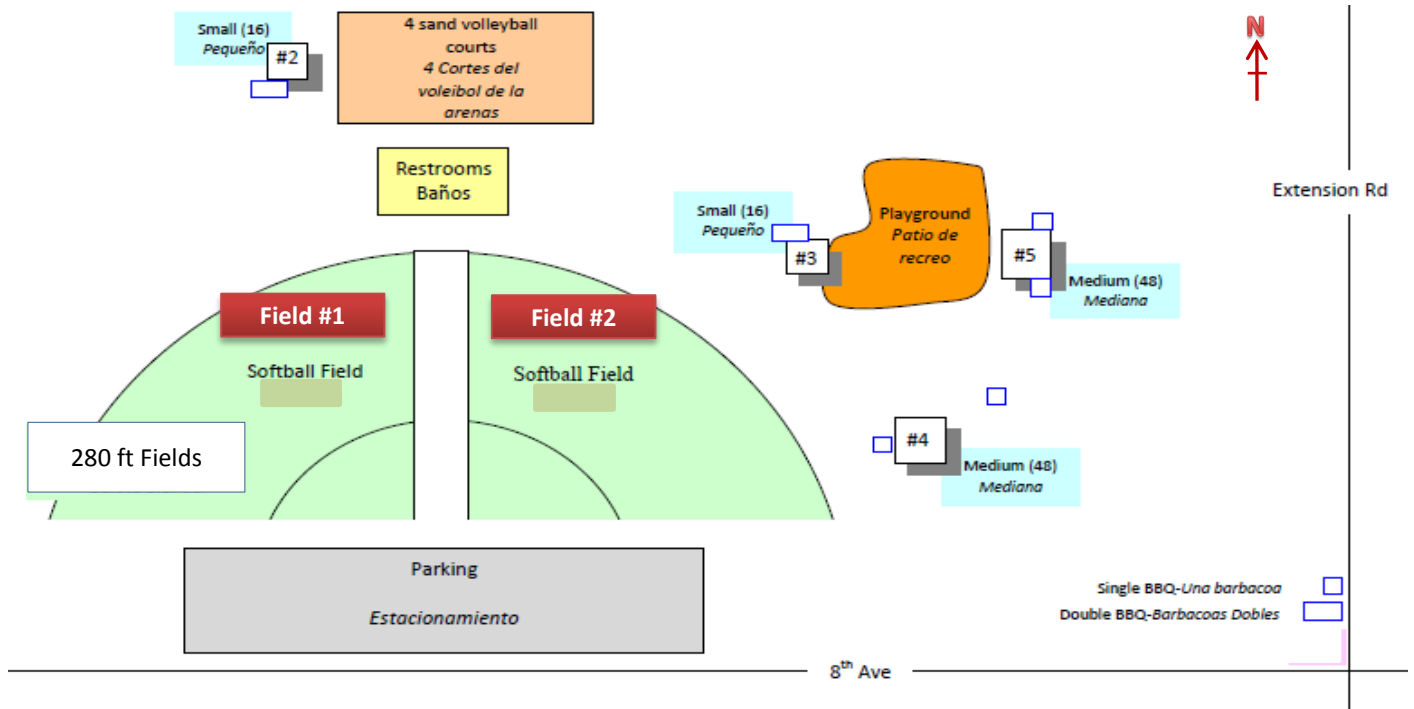 Small (16)
Pequeño
#2
4 sand volleyball
courts
4 Cortes del
voleibol de la
arenas
N
Restrooms
Baños
Extension Rd
Small (16)
Pequeño
#3
Playground
Patio de
recreo
#5
Medium (48)
Mediana
Field #1
Field #2
Softball Field
Softball Field
280 ft Fields
#4
Medium (48)
Mediana
Parking
Estacionamiento
Single BBQ-Una barbacoa
Double BBQ-Barbacoas Dobles
8th Ave